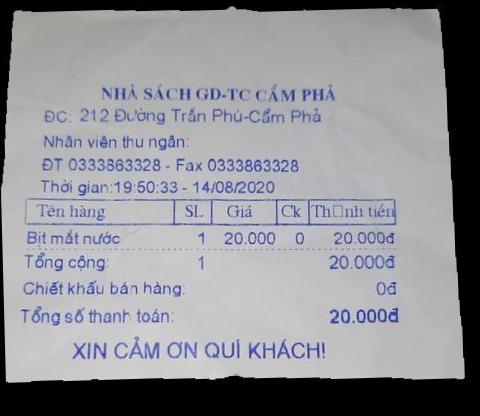 NHÀ SÁCH GD-TC CẨM PHẢ
ĐC: 212 Đường Trần Phú-Cẩm Phả
Nhân viên thu ngân:
ĐT 0333863328 - Fax 0333863328
Thời gian:19:50:33 - 14/08/2020
Tên hàng SL Giá Ck Th□nh tiền
Bịt mắt nước 1 20.000 0 20.000đ
Tổng cộng: 1 20.000đ
Chiết khấu bán hàng: 0đ
Tổng số thanh toán: 20.000đ
XIN CẢM ƠN QUÍ KHÁCH!